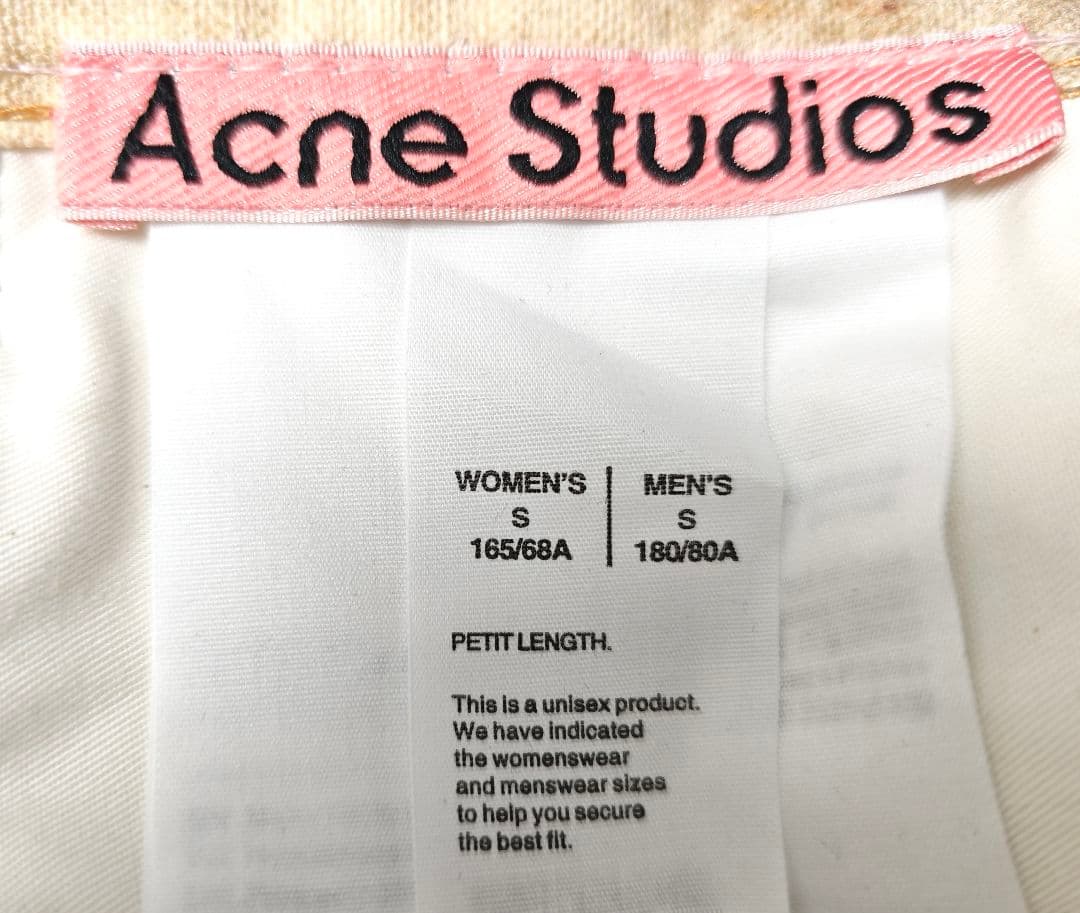 Acne Studios
WOMEN'S | MEN'S
S | S
165/68A | 180/80A
PETIT LENGTH.
This is a unisex product.
We have indicated
the womenswear
and menswear sizes
to help you secure
the best fit.